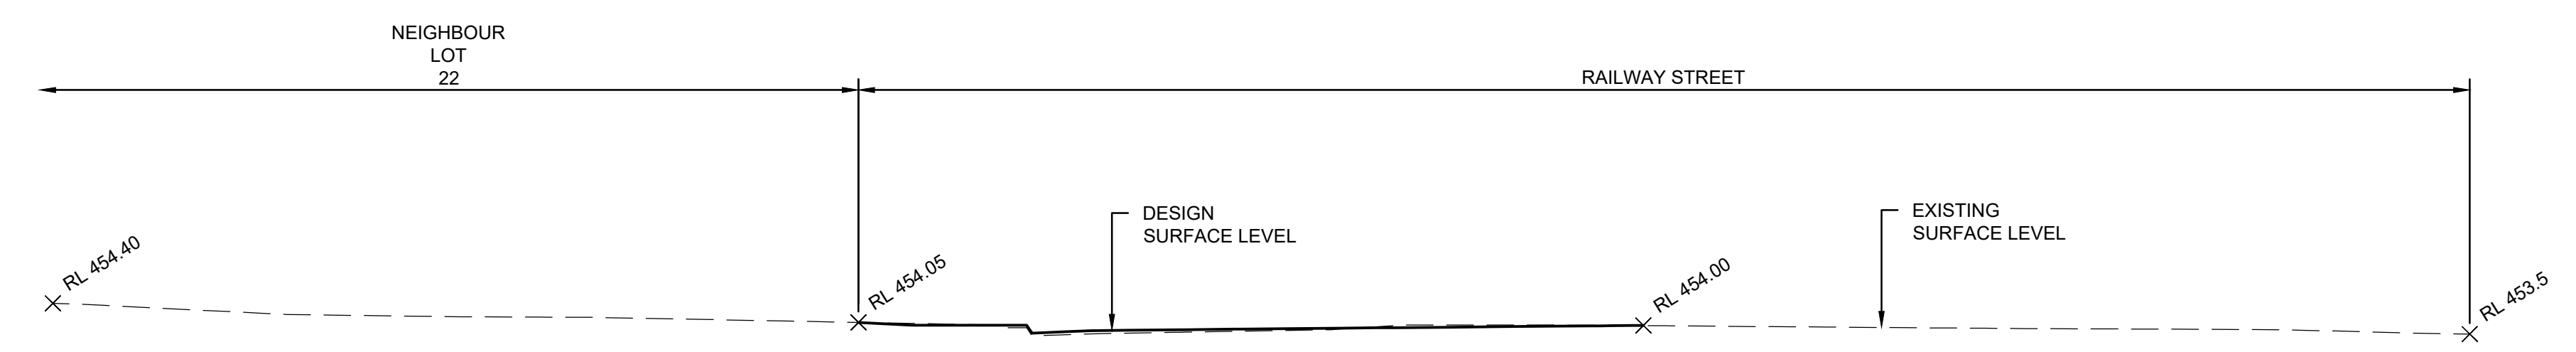 NEIGHBOUR
LOT
22
RAILWAY STREET
DESIGN
SURFACE LEVEL
EXISTING
SURFACE LEVEL
RL 454.40
RL 454.05
RL 454.00
RL 453.5